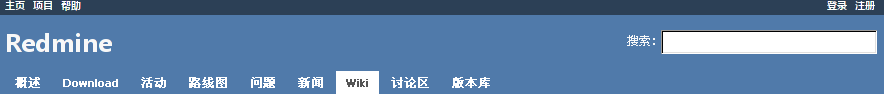 主页 项目 帮助 登录 注册
Redmine 搜索:
概述 Download 活动 路线图 问题 新闻 Wiki 讨论区 版本库